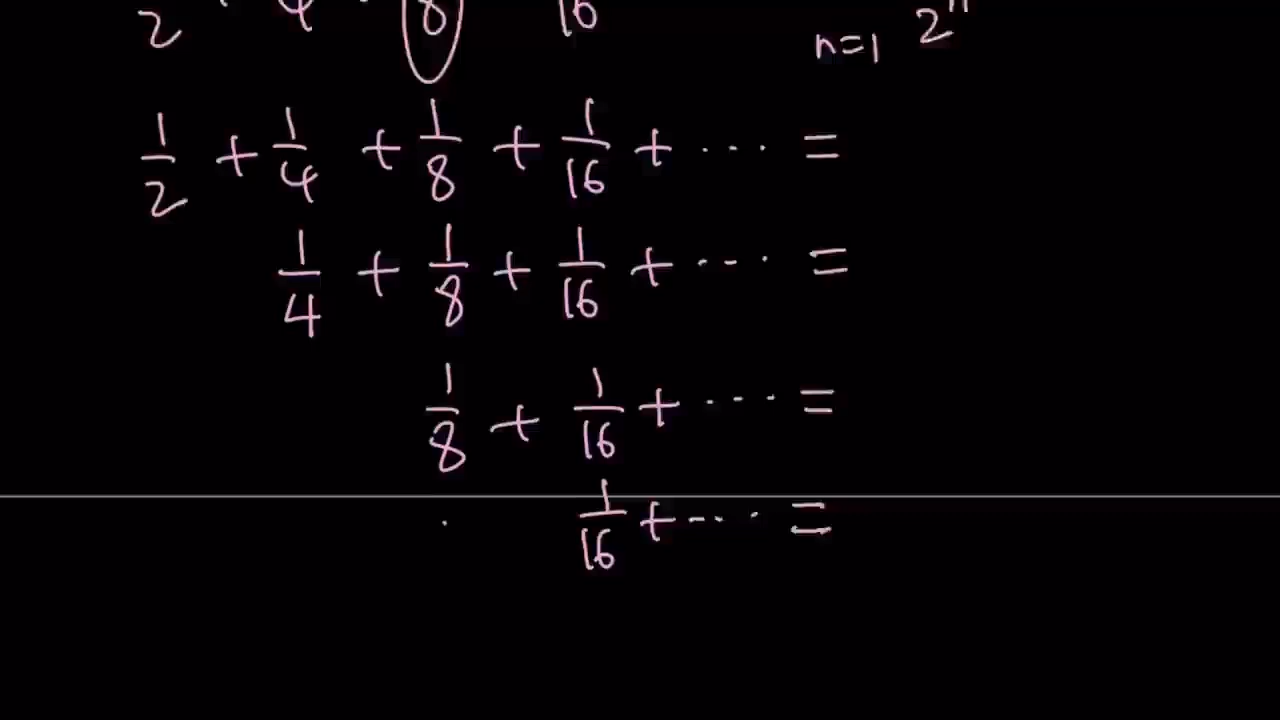 2 4 8 16 n=1 2^n
1/2 + 1/4 + 1/8 + 1/16 + ... =
1/4 + 1/8 + 1/16 + ... =
1/8 + 1/16 + ... =
1/16 + ... =